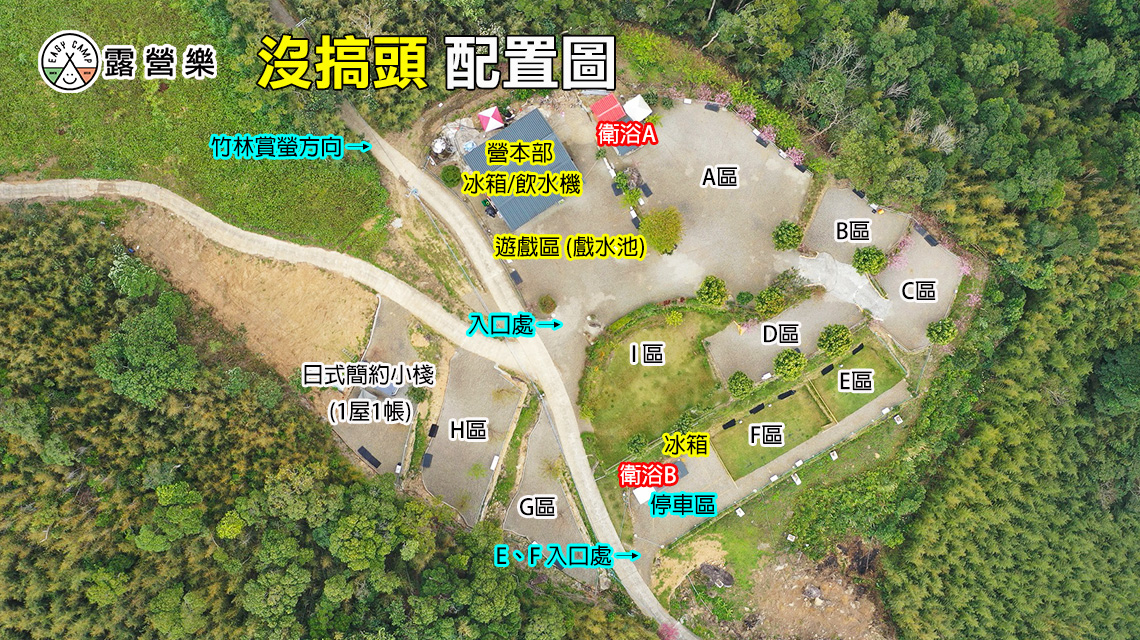 EASY CAMP
露營樂
沒搞頭 配置圖
竹林賞螢方向→
衛浴A
營本部
冰箱/飲水機
A區
B區
遊戲區 (戲水池)
C區
入口處→
D區
I 區
日式簡約小棧
(1屋1帳)
E區
H區
F區
冰箱
衛浴B
停車區
G區
E、F 入口處→